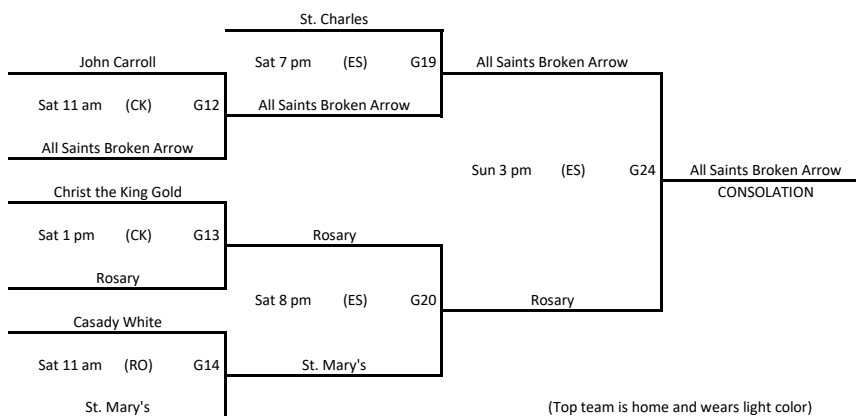 St. Charles
John Carroll
Sat 7 pm (ES) G19
All Saints Broken Arrow
Sat 11 am (CK) G12
All Saints Broken Arrow
All Saints Broken Arrow
Sun 3 pm (ES) G24
All Saints Broken Arrow
Christ the King Gold
CONSOLATION
Sat 1 pm (CK) G13
Rosary
Rosary
Sat 8 pm (ES) G20
Rosary
Casady White
Sat 11 am (RO) G14
St. Mary's
St. Mary's
(Top team is home and wears light color)